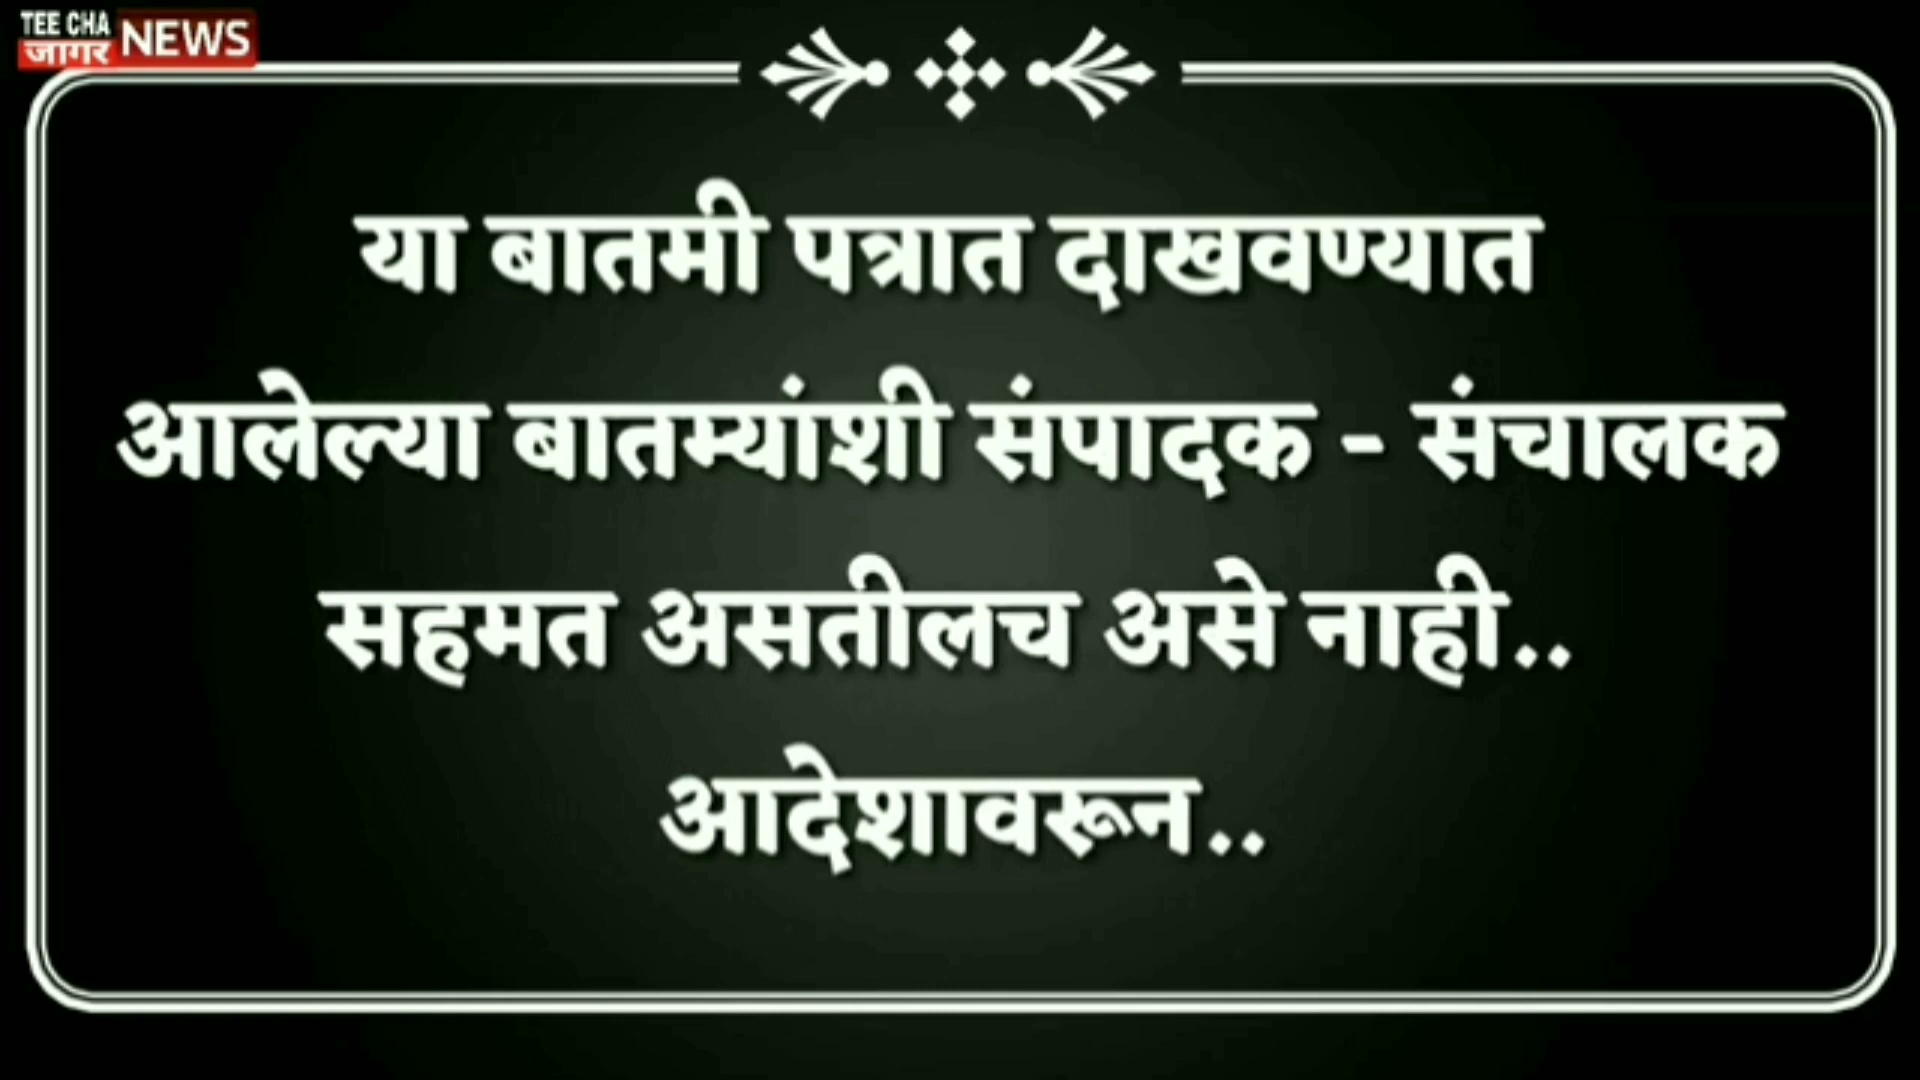 TEE CHA
जागर NEWS
या बातमी पत्रात दाखवण्यात
आलेल्या बातम्यांशी संपादक - संचालक
सहमत असतीलच असे नाही..
आदेशावरून..